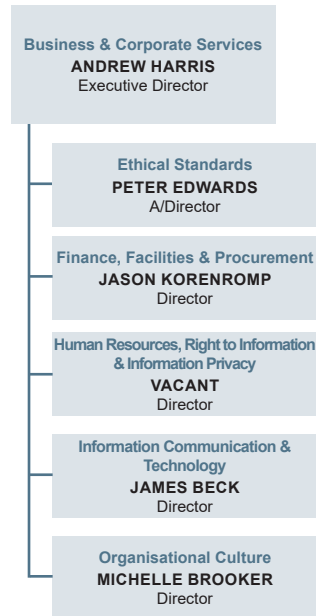 Business & Corporate Services
ANDREW HARRIS
Executive Director
Ethical Standards
PETER EDWARDS
A/Director
Finance, Facilities & Procurement
JASON KORENROMP
Director
Human Resources, Right to Information
& Information Privacy
VACANT
Director
Information Communication &
Technology
JAMES BECK
Director
Organisational Culture
MICHELLE BROOKER
Director